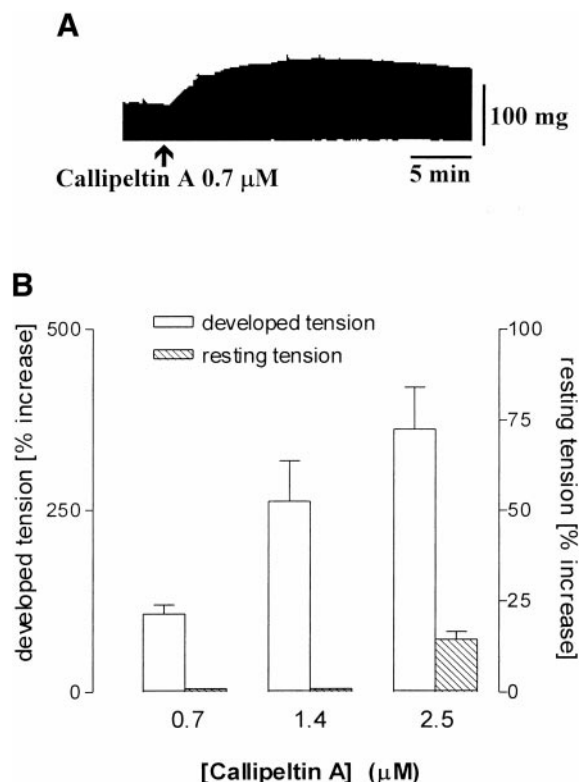 A
100 mg
Callipeltin A 0.7 µM
5 min
B
developed tension
resting tension
developed tension [% increase]
500
250
0
resting tension [% increase]
100
75
50
25
0
0.7 1.4 2.5
[Callipeltin A] (µM)